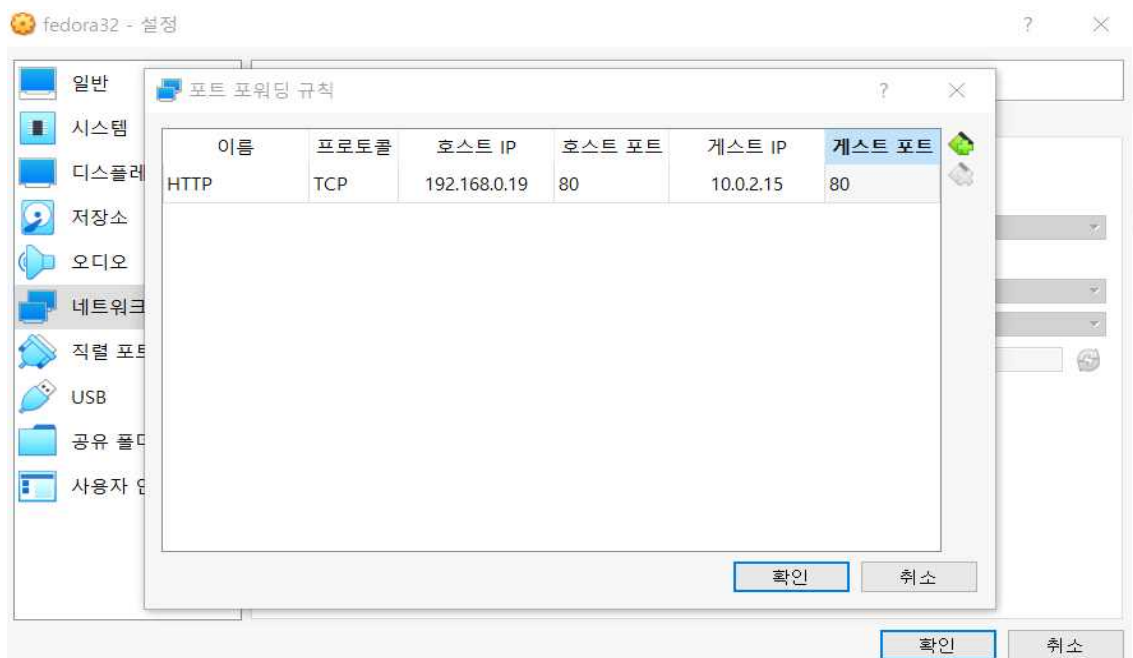 fedora32 - 설정
일반
시스템
디스플레
저장소
오디오
네트워크
직렬 포트
USB
공유 폴더
사용자 인
포트 포워딩 규칙
이름 프로토콜 호스트 IP 호스트 포트 게스트 IP 게스트 포트
HTTP TCP 192.168.0.19 80 10.0.2.15 80
확인 취소
확인 취소